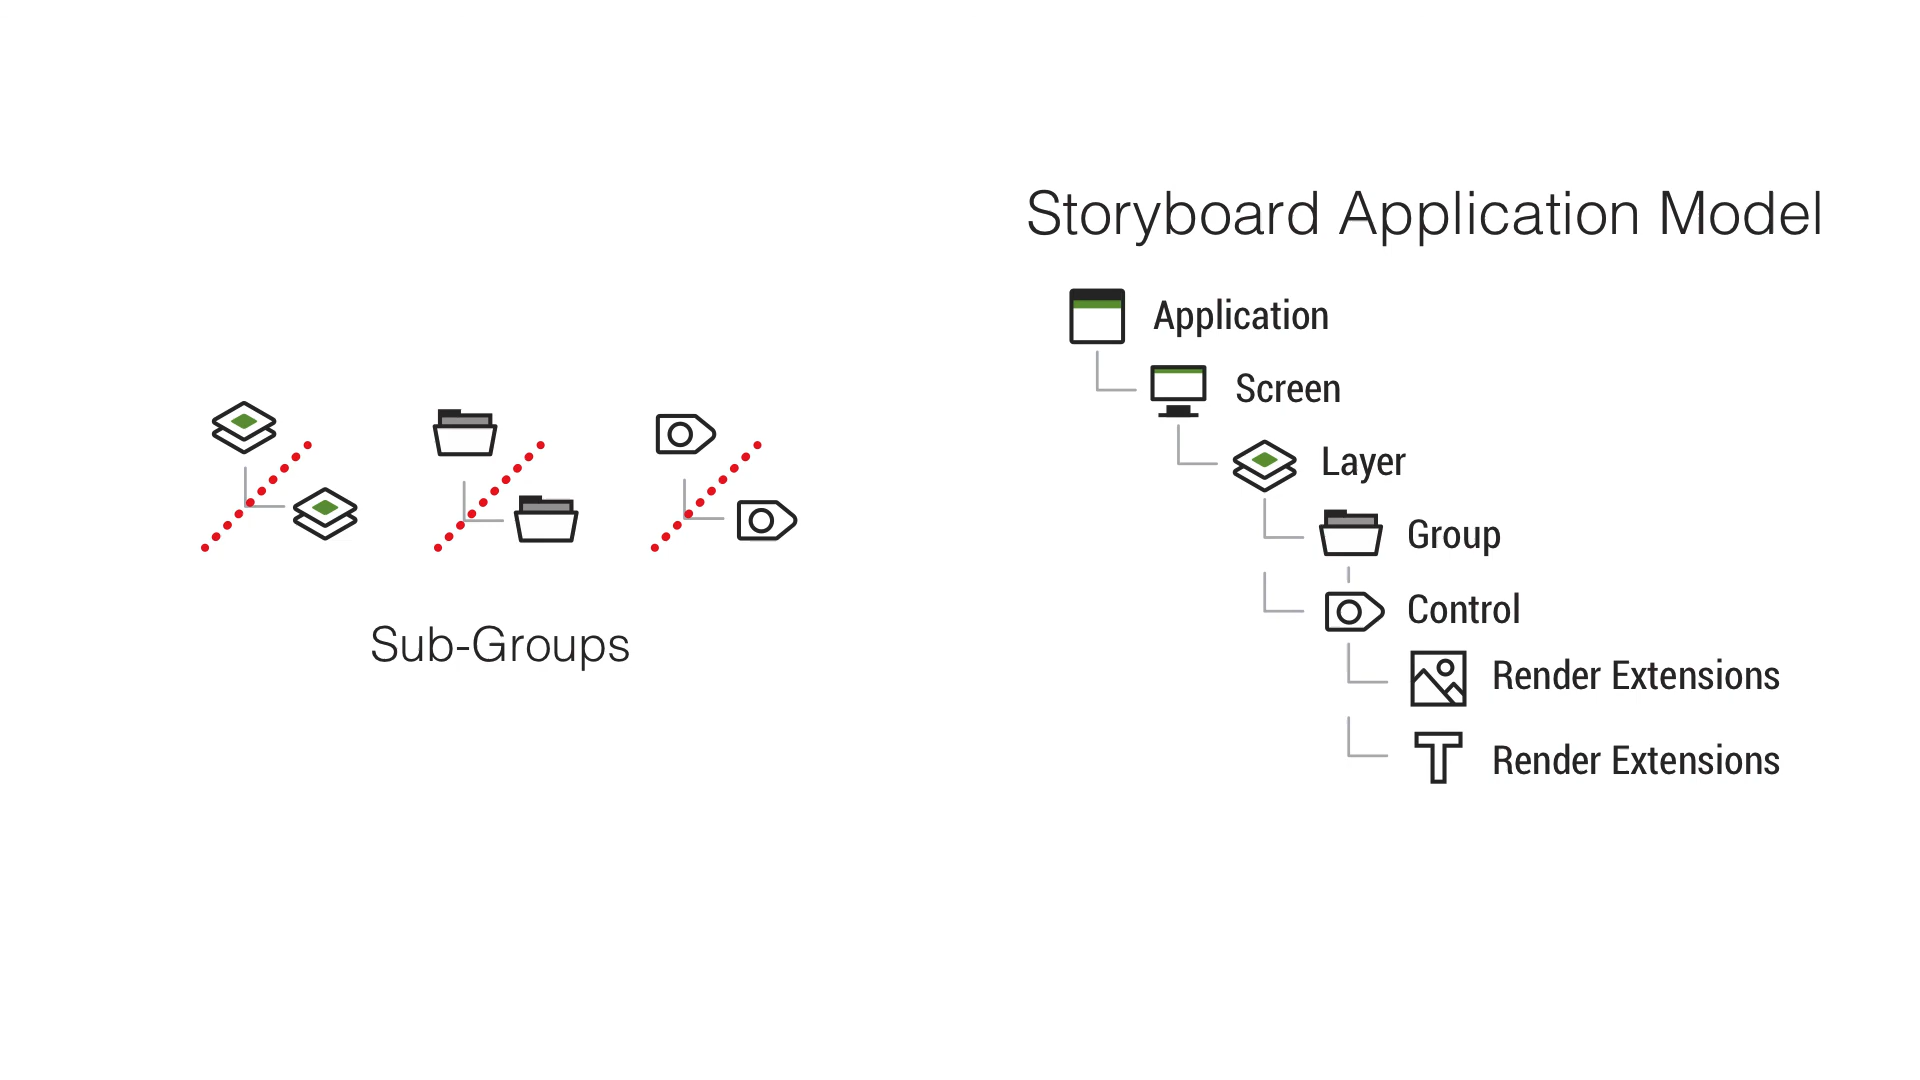 Storyboard Application Model
Application
Screen
Layer
Group
Control
Render Extensions
Render Extensions
Sub-Groups